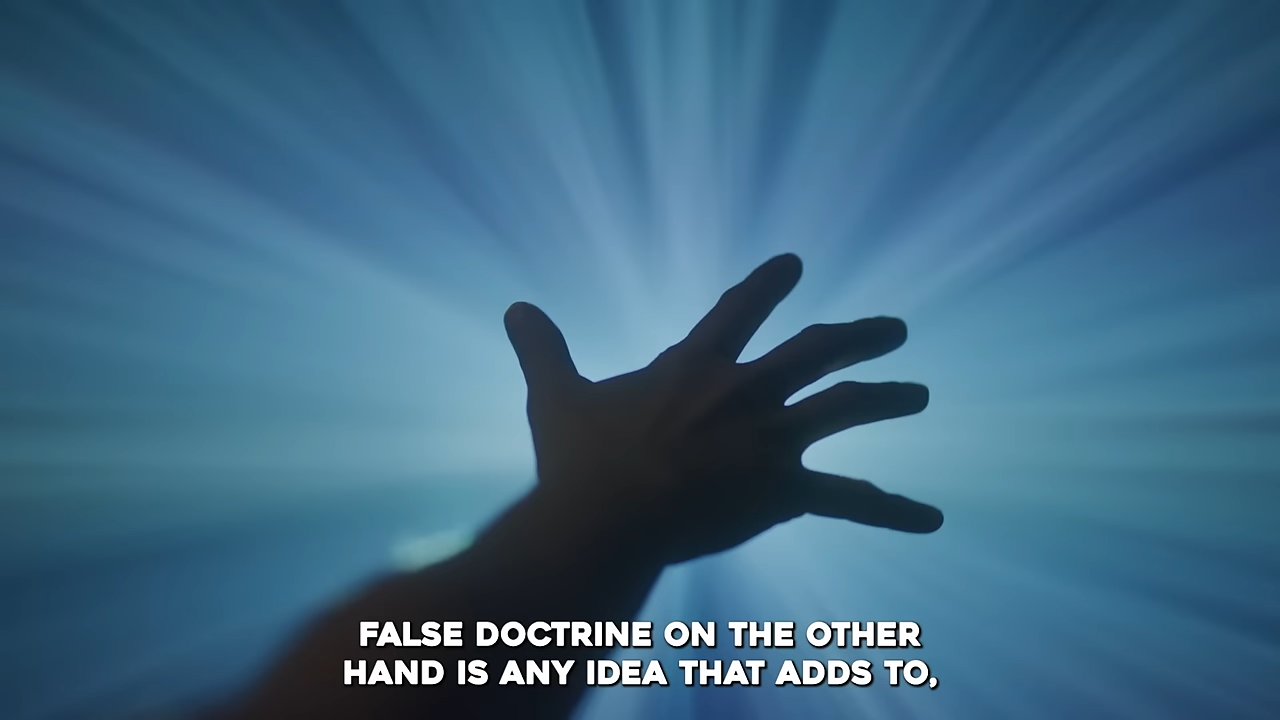 FALSE DOCTRINE ON THE OTHER
HAND IS ANY IDEA THAT ADDS TO,